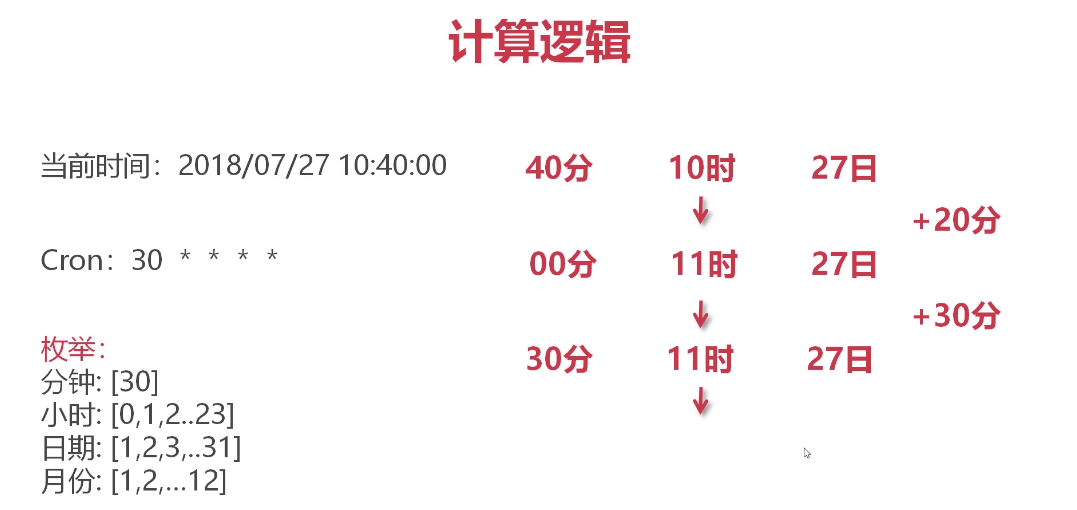 计算逻辑
当前时间：2018/07/27 10:40:00
40分 10时 27日
+20分
Cron：30 * * * *
00分 11时 27日
+30分
枚举：
30分 11时 27日
分钟: [30]
小时: [0,1,2..23]
日期: [1,2,3,..31]
月份: [1,2,...12]